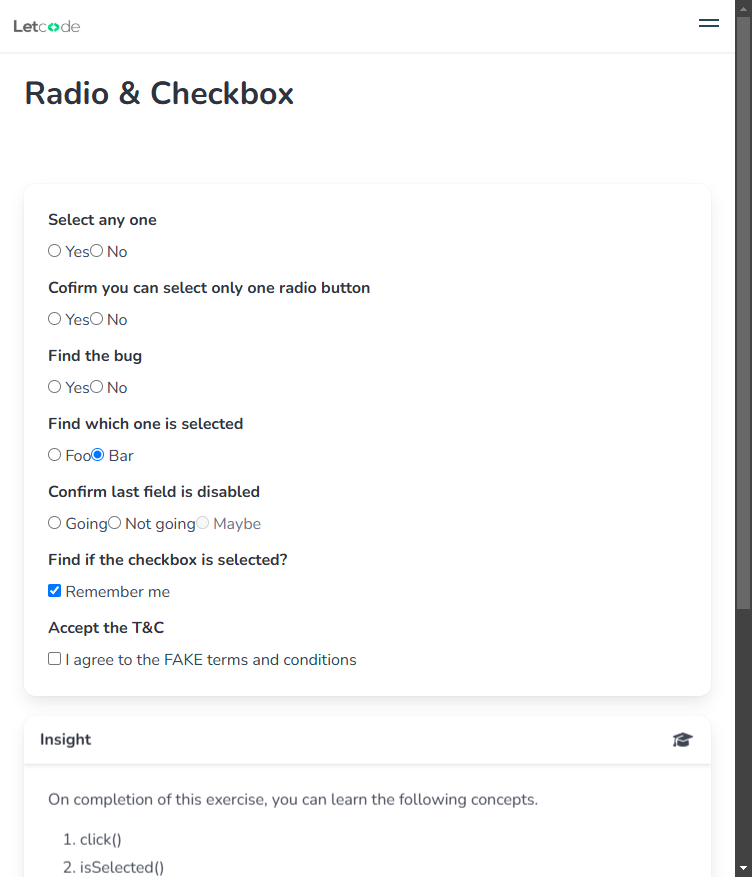 Letcode
Radio & Checkbox
Select any one
Yes No
Cofirm you can select only one radio button
Yes No
Find the bug
Yes No
Find which one is selected
Foo Bar
Confirm last field is disabled
Going Not going Maybe
Find if the checkbox is selected?
Remember me
Accept the T&C
I agree to the FAKE terms and conditions
Insight
On completion of this exercise, you can learn the following concepts.
1. click()
2. isSelected()